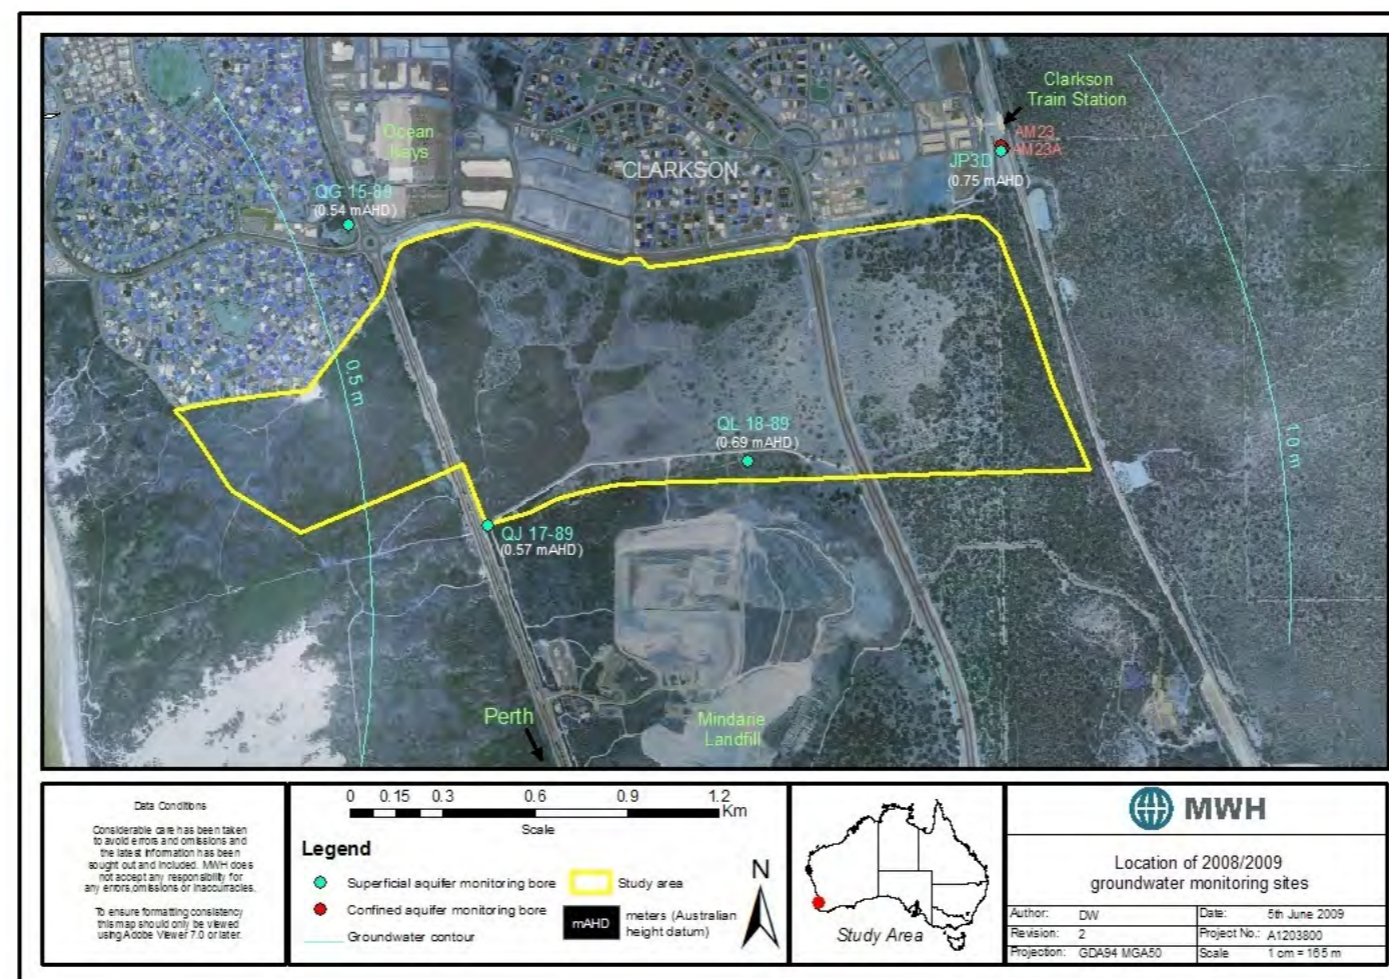 Clarkson
Train Station
AM23
AM23A
JP3D
(0.75 mAHD)
Ocean
Keys
CLARKSON
QG 15-89
(0.54 mAHD)
0.5 m
1.0 m
QL 18-89
(0.69 mAHD)
QJ 17-89
(0.57 mAHD)
Perth
Mindarie
Landfill
Data Conditions
Considerable care has been taken
to avoid errors and omissions and
the latest information has been
sought out and included. MWH does
not accept any responsibility for
any errors, omissions or inaccurracies.
To ensure formatting consistency
this map should only be viewed
using Adobe Viewer 7.0 or later.
0 0.15 0.3 0.6 0.9 1.2
Km
Scale
Legend
Superficial aquifer monitoring bore
Study area
Confined aquifer monitoring bore
mAHD
meters (Australian
height datum)
Groundwater contour
N
Study Area
MWH
Location of 2008/2009
groundwater monitoring sites
Author: DW Date: 5th June 2009
Revision: 2 Project No.: A1203800
Projection: GDA94 MGA50 Scale 1 cm = 165 m